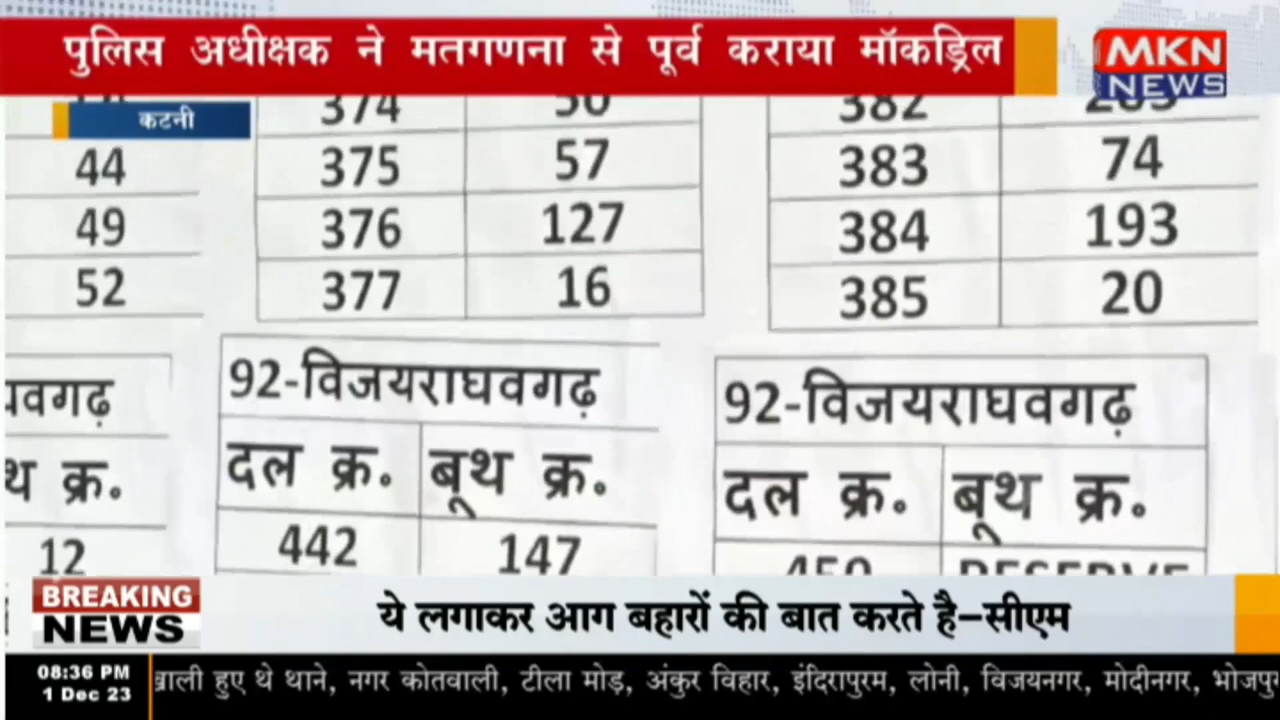 पुलिस अधीक्षक ने मतगणना से पूर्व कराया मॉकड्रिल
MKN
NEWS
कटनी
374
382
44 375 57 383 74
49 376 127 384 193
52 377 16 385 20
92-विजयराघवगढ़ 92-विजयराघवगढ़
क्र. दल क्र. बूथ क्र. दल क्र. बूथ क्र.
12 442 147
BREAKING
NEWS
ये लगाकर आग बहारों की बात करते है-सीएम
08:36 PM
1 Dec 23
हुए थे थाने, नगर कोतवाली, टीला मोड़, अंकुर विहार, इंदिरापुरम, लोनी, विजयनगर, मोदीनगर,